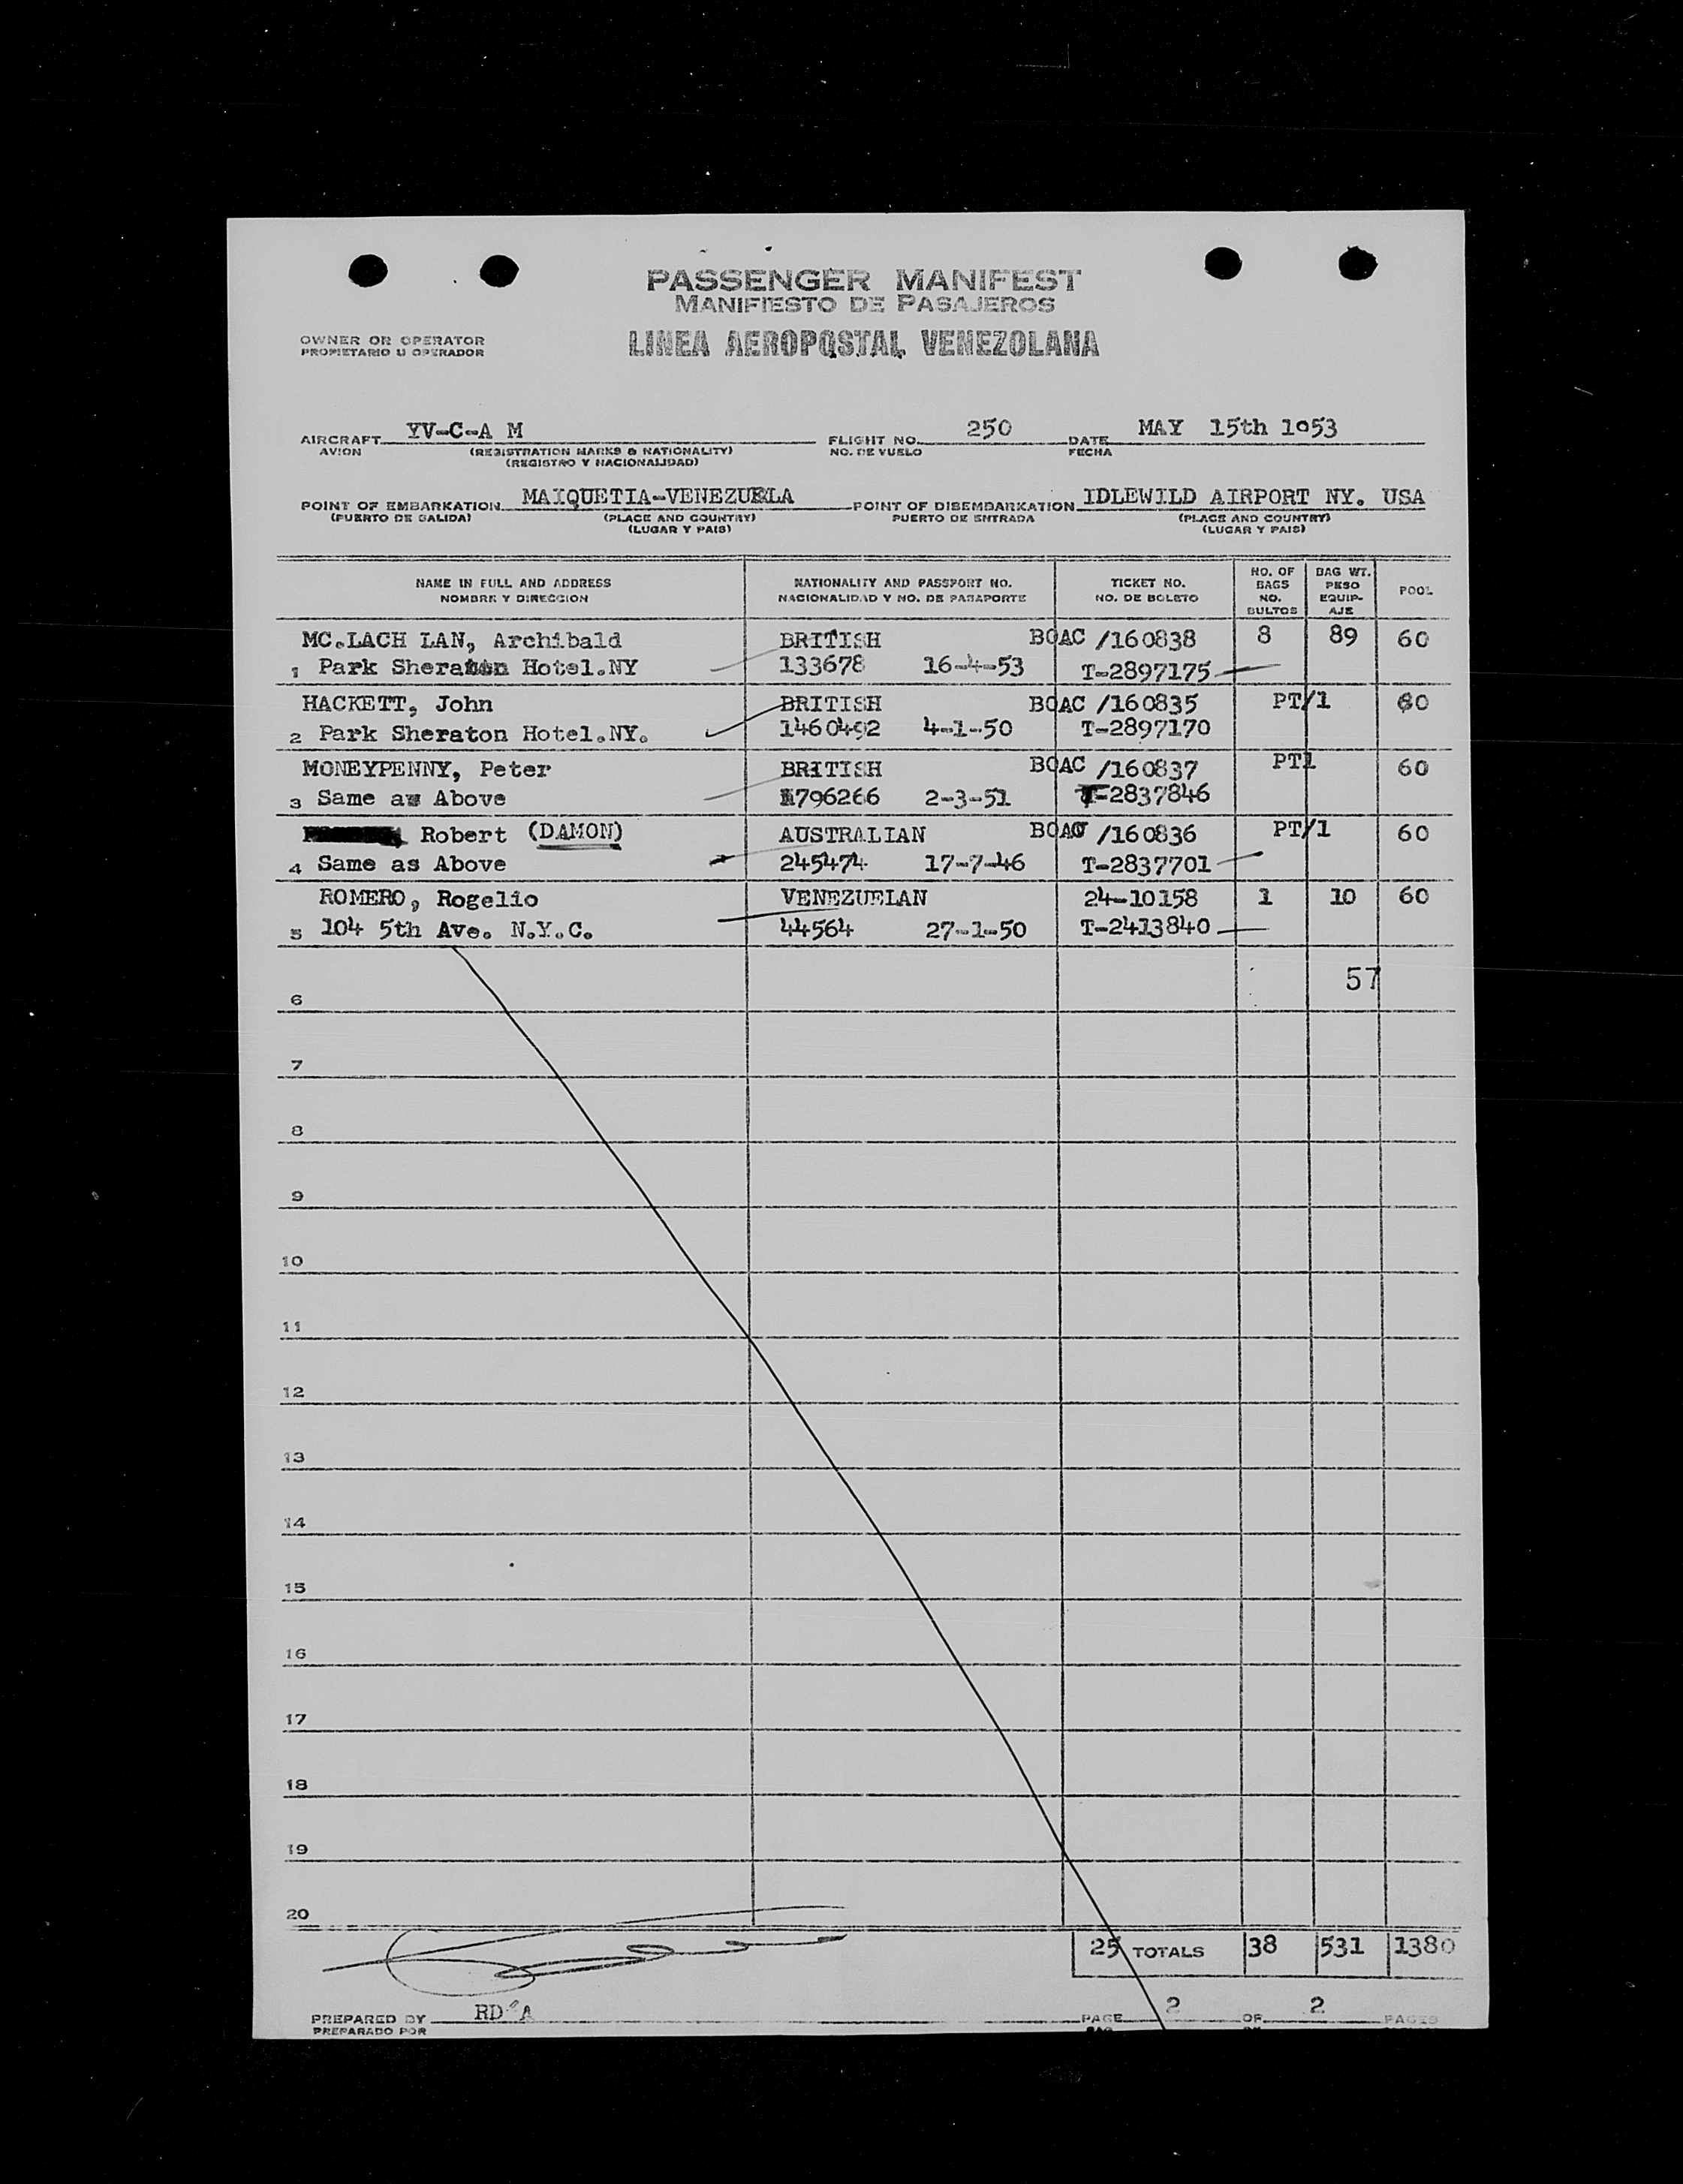 PASSENGER MANIFEST
MANIFIESTO DE PASAJEROS
OWNER OR OPERATOR
PROPIETARIO U OPERADOR
LINEA AEROPOSTAL VENEZOLANA
AIRCRAFT YV-C-A M FLIGHT NO. 250 DATE MAY 15th 1953
AVION (REGISTRATION MARKS & NATIONALITY) NO. DE VUELO FECHA
(REGISTRO Y NACIONALIDAD)
POINT OF EMBARKATION MAIQUETIA-VENEZUELA POINT OF DISEMBARKATION IDLEWILD AIRPORT NY. USA
(PUERTO DE SALIDA) (PLACE AND COUNTRY) PUERTO DE ENTRADA (PLACE AND COUNTRY)
(LUGAR Y PAIS) (LUGAR Y PAIS)
NAME IN FULL AND ADDRESS NATIONALITY AND PASSPORT NO. TICKET NO. NO. OF BAGS BAG WT. POOL
NOMBRE Y DIRECCION NACIONALIDAD Y NO. DE PASAPORTE NO. DE BOLETO NO. BULTOS PESO EQUIP-AJE
MC.LACH LAN, Archibald BRITISH BOAC /160838 8 89 60
1 Park Sheraton Hotel.NY 133678 16-4-53 T-2897175
HACKETT, John BRITISH BOAC /160835 PT/1 60
2 Park Sheraton Hotel.NY. 1460492 4-1-50 T-2897170
MONEYPENNY, Peter BRITISH BOAC /160837 PT1 60
3 Same as Above 796266 2-3-51 T-2837846
Robert (DAMON) AUSTRALIAN BOAC /160836 PT/1 60
4 Same as Above 245474 17-7-46 T-2837701
ROMERO, Rogelio VENEZUELAN 24-10158 1 10 60
5 104 5th Ave. N.Y.C. 44564 27-1-50 T-2413840
57
6
7
8
9
10
11
12
13
14
15
16
17
18
19
20
25 TOTALS 38 531 1380
PREPARED BY RD A PAGE 2 OF 2 PAGES
PREPARADO POR